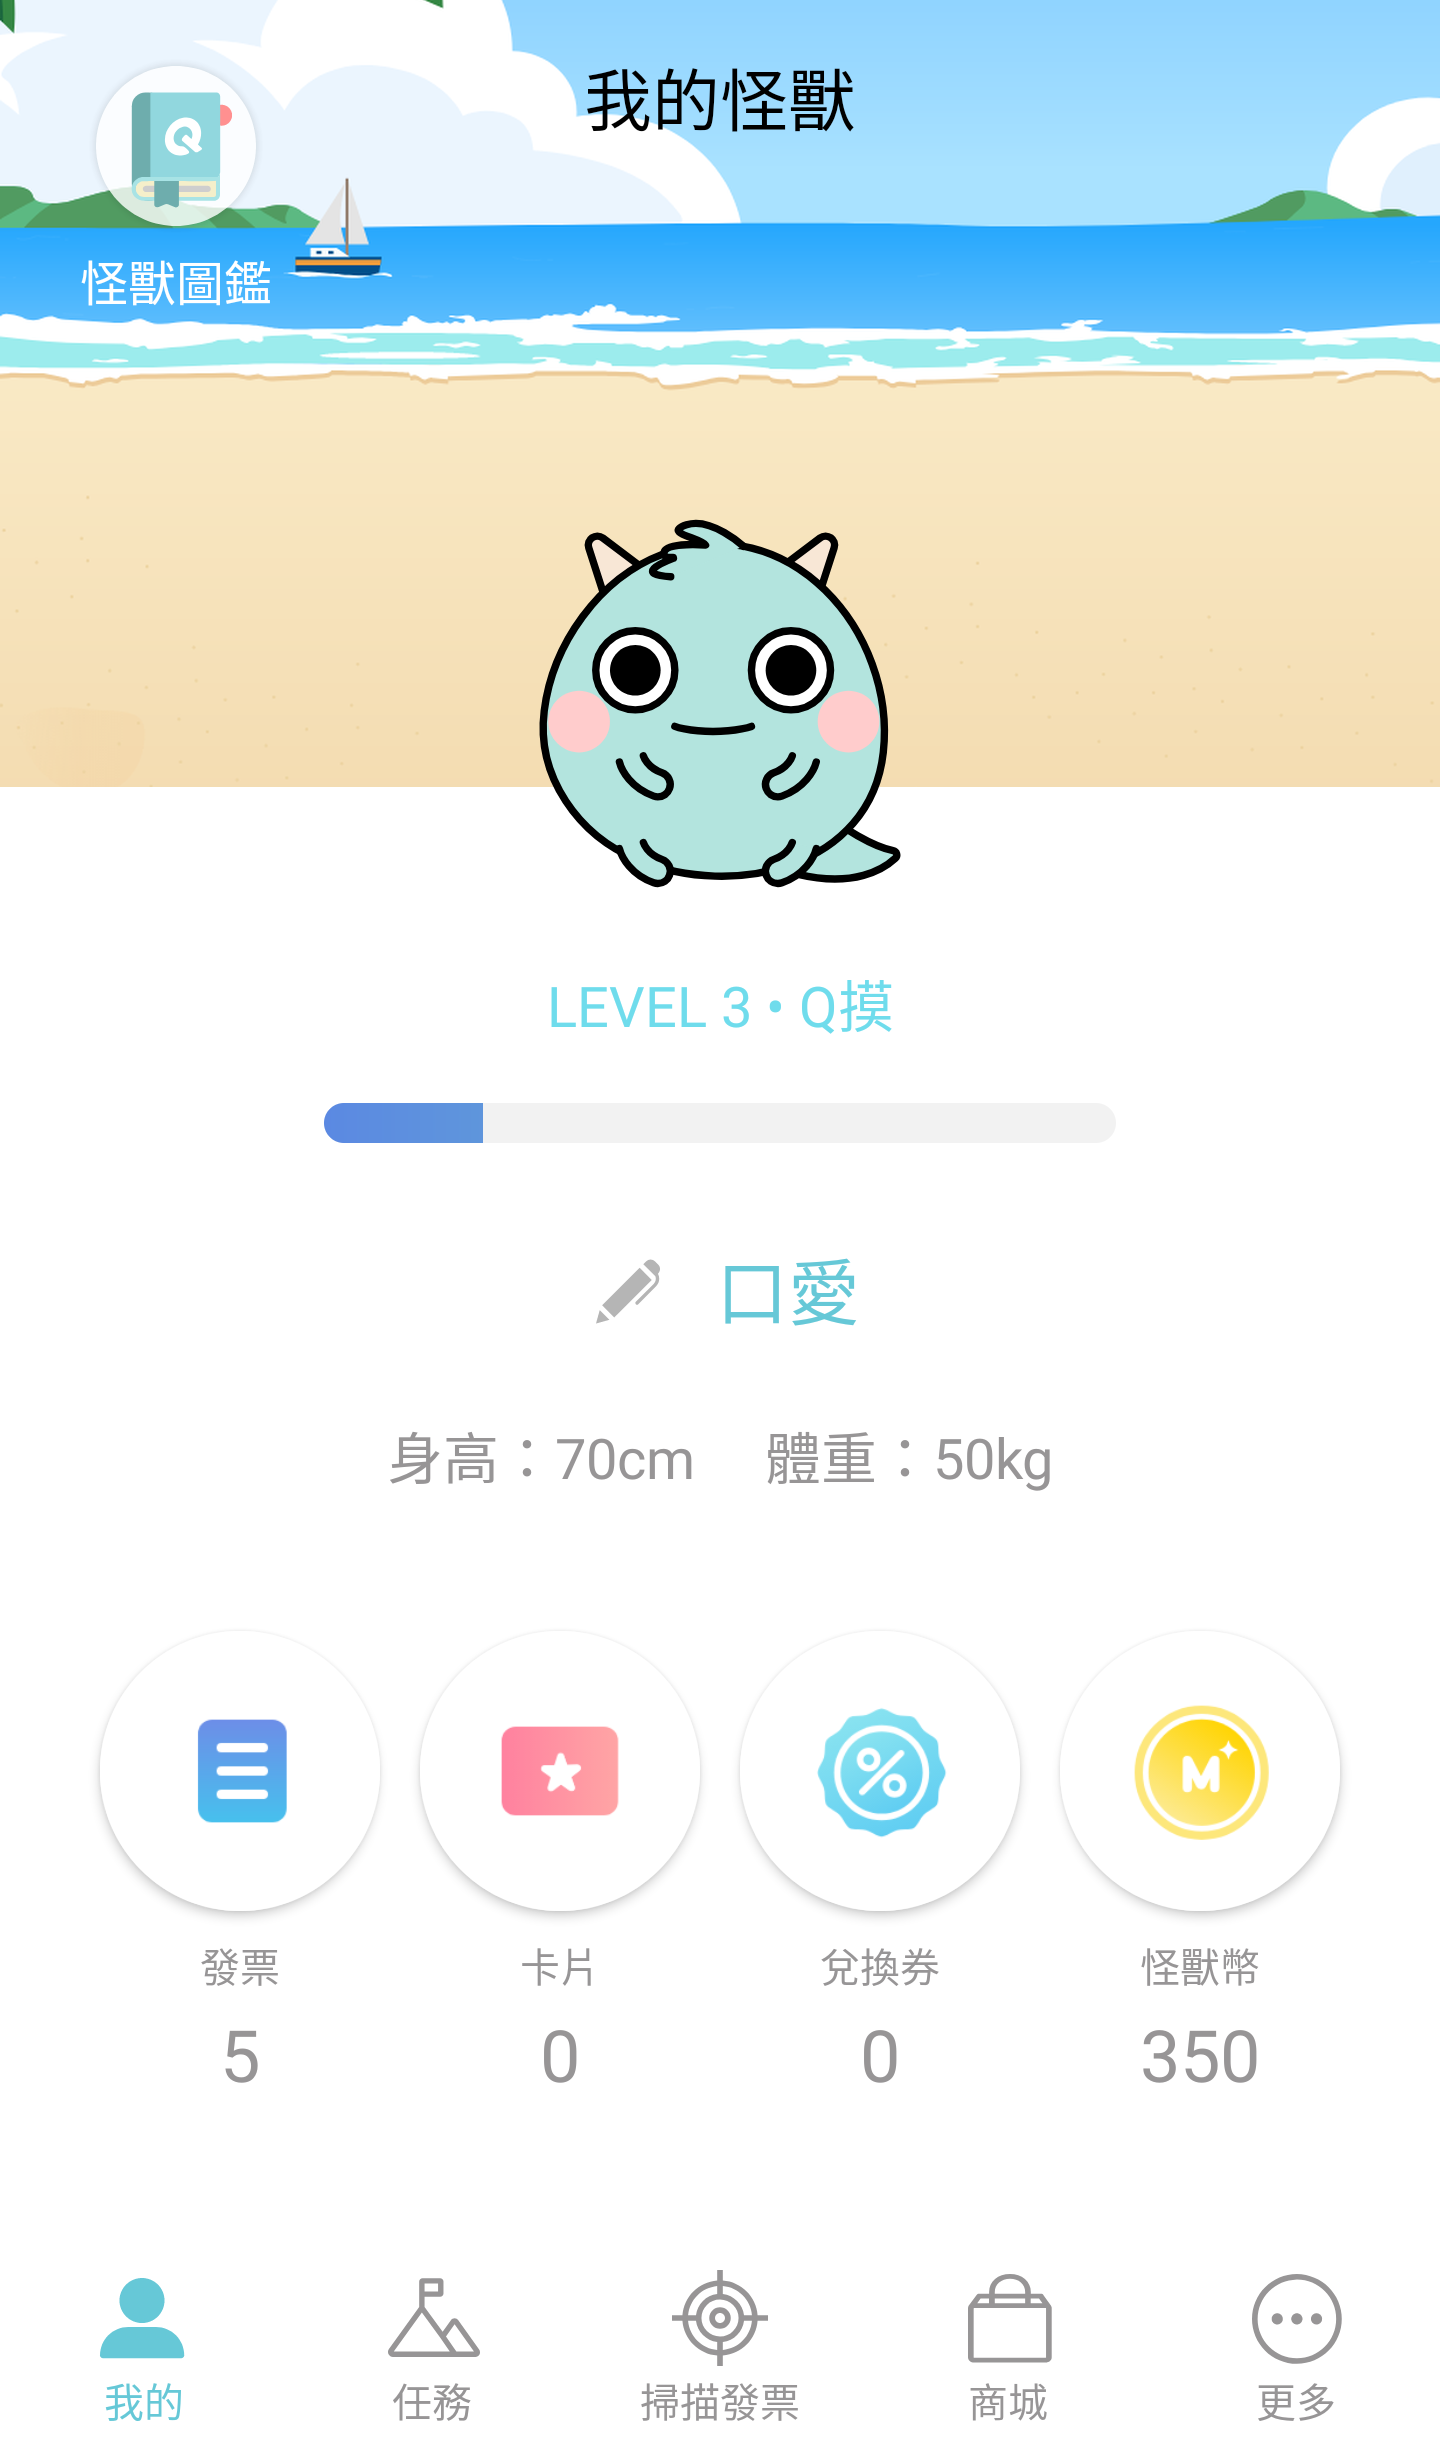 我的怪獸
Q
怪獸圖鑑
LEVEL 3 • Q摸
口愛
身高：70cm 體重：50kg
M
發票 卡片 兌換券 怪獸幣
5 0 0 350
我的 任務 掃描發票 商城 更多